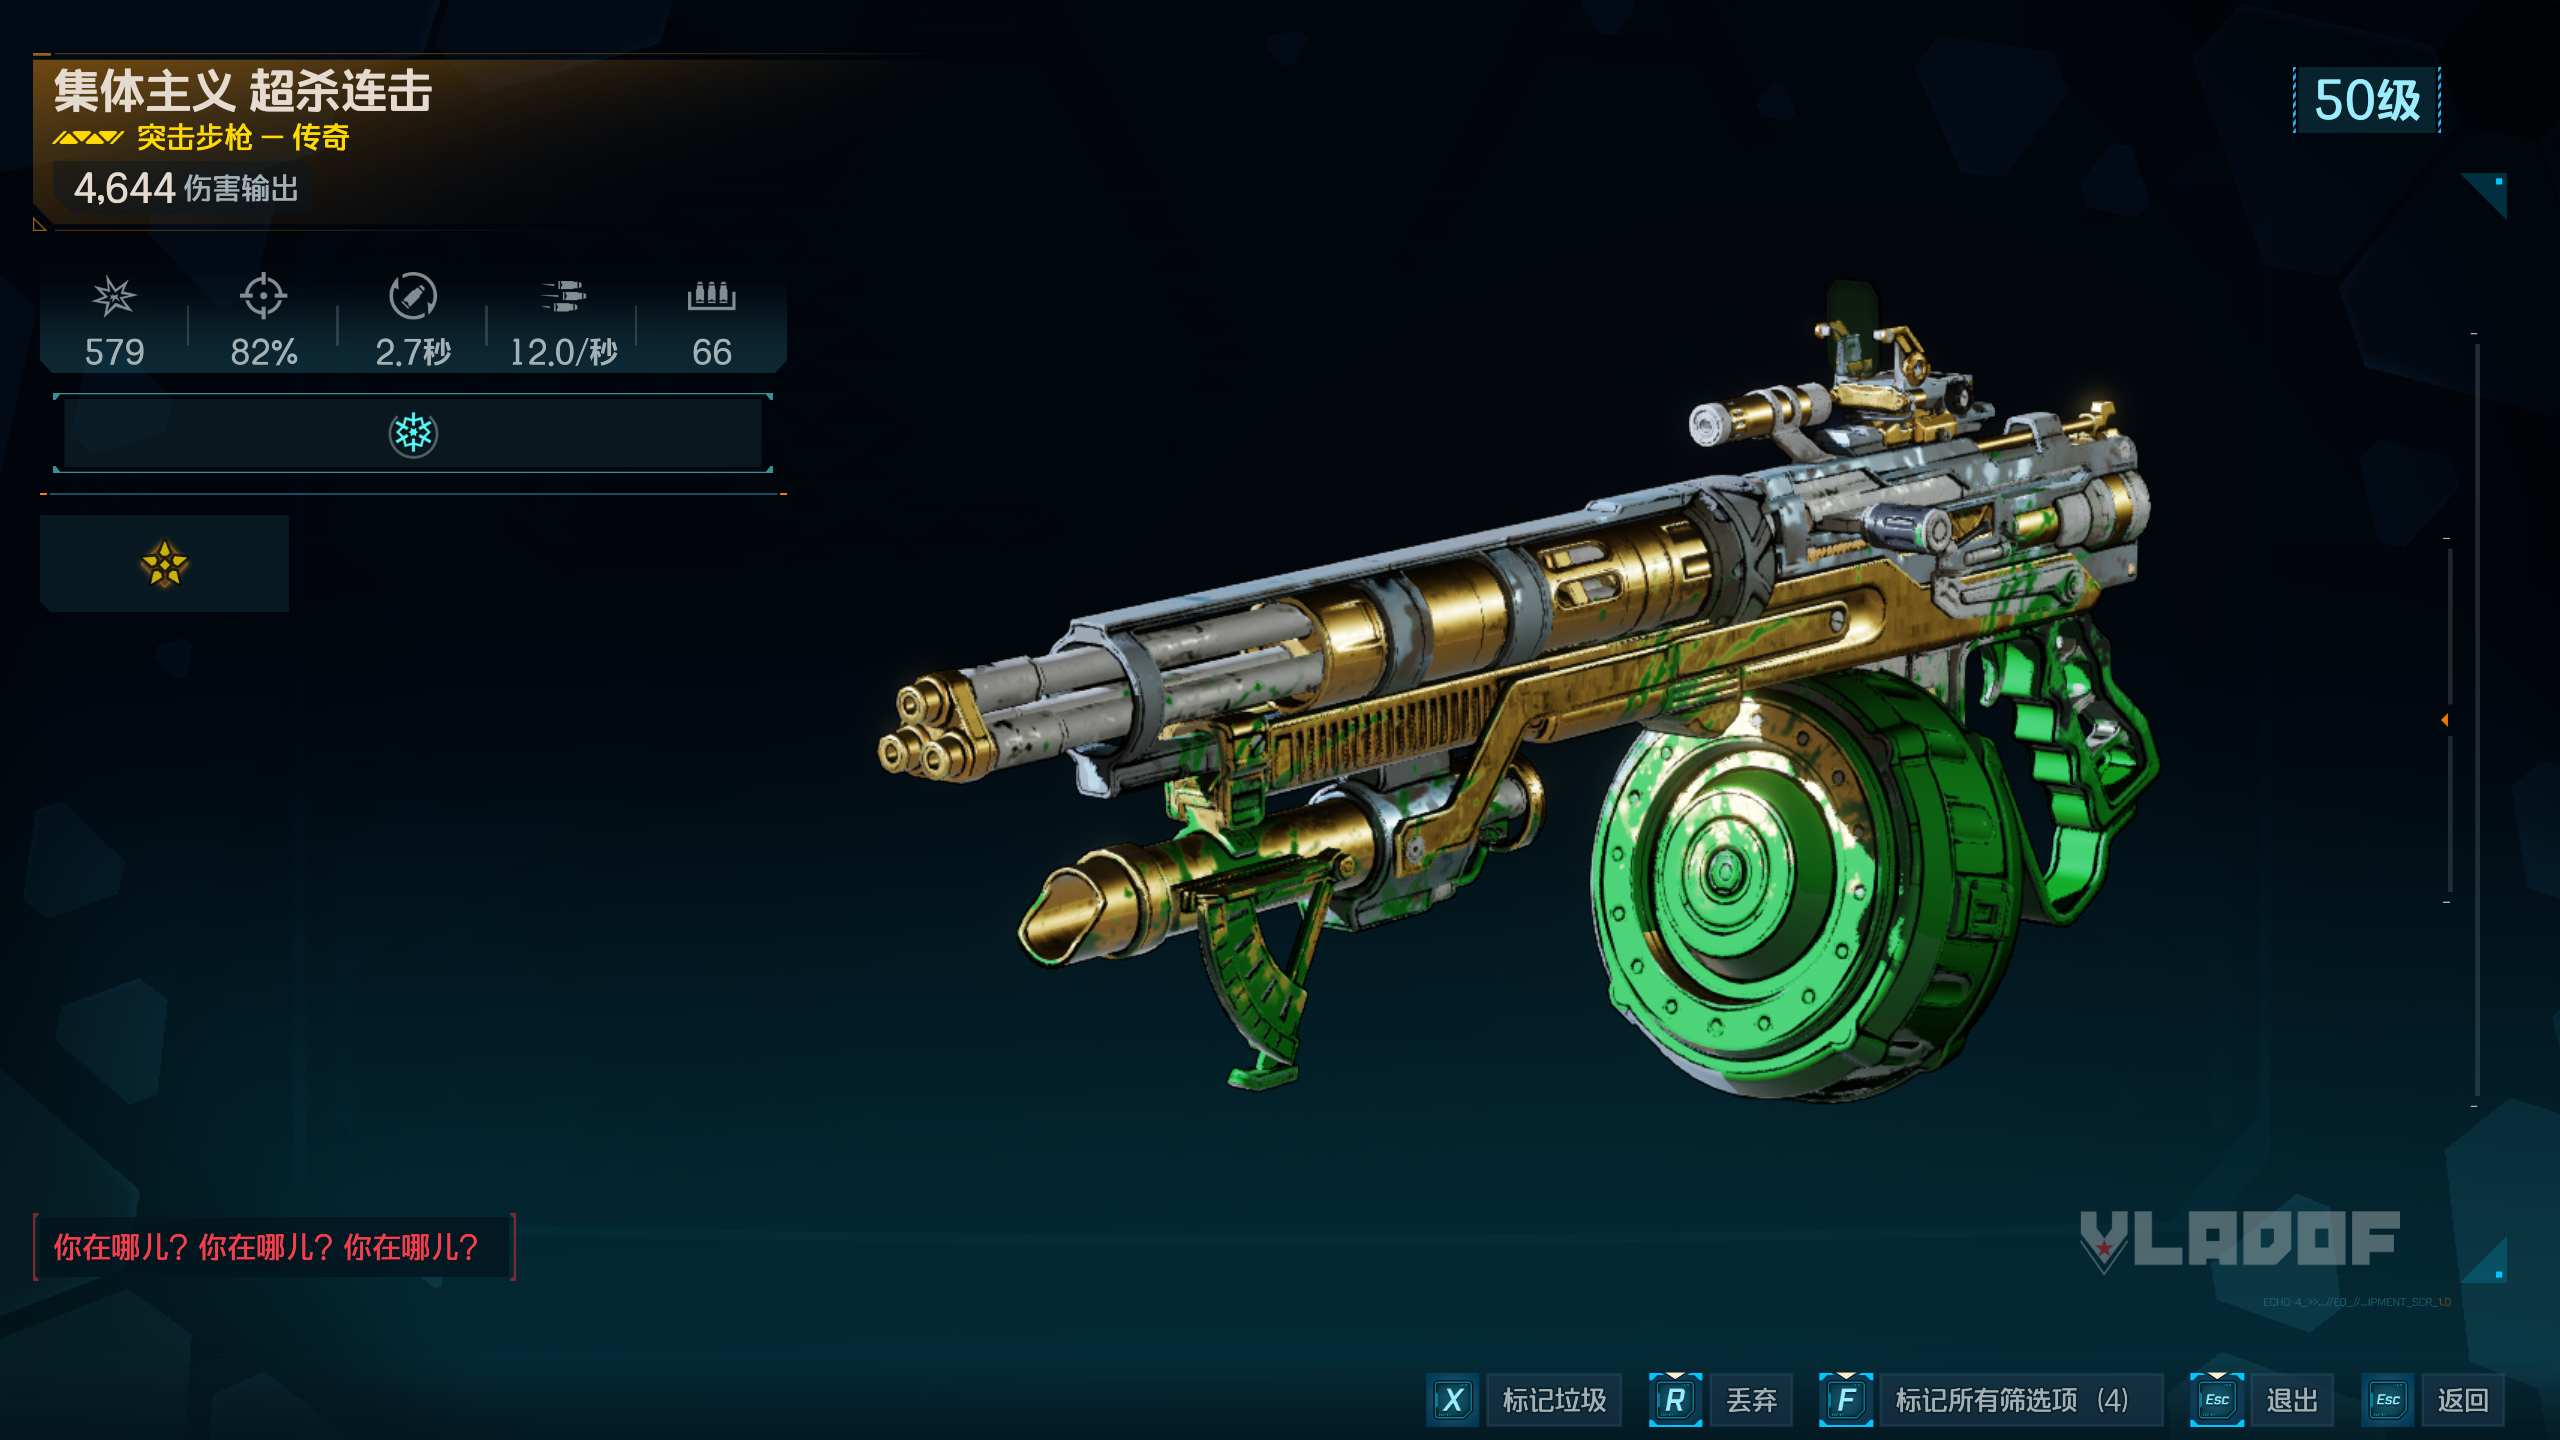 集体主义 超杀连击
50级
突击步枪 — 传奇
4,644 伤害输出
579
82%
2.7秒
12.0/秒
66
你在哪儿? 你在哪儿? 你在哪儿?
VLADOF
X 标记垃圾
R 丢弃
F 标记所有筛选项 (4)
Esc 退出
Esc 返回